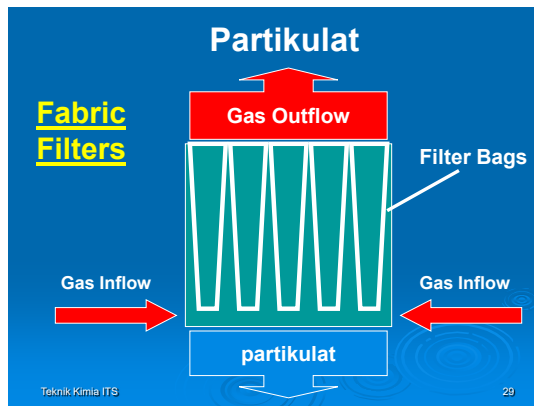 Partikulat
Fabric
Filters
Gas Outflow
Filter Bags
Gas Inflow
Gas Inflow
partikulat
Teknik Kimia ITS
29